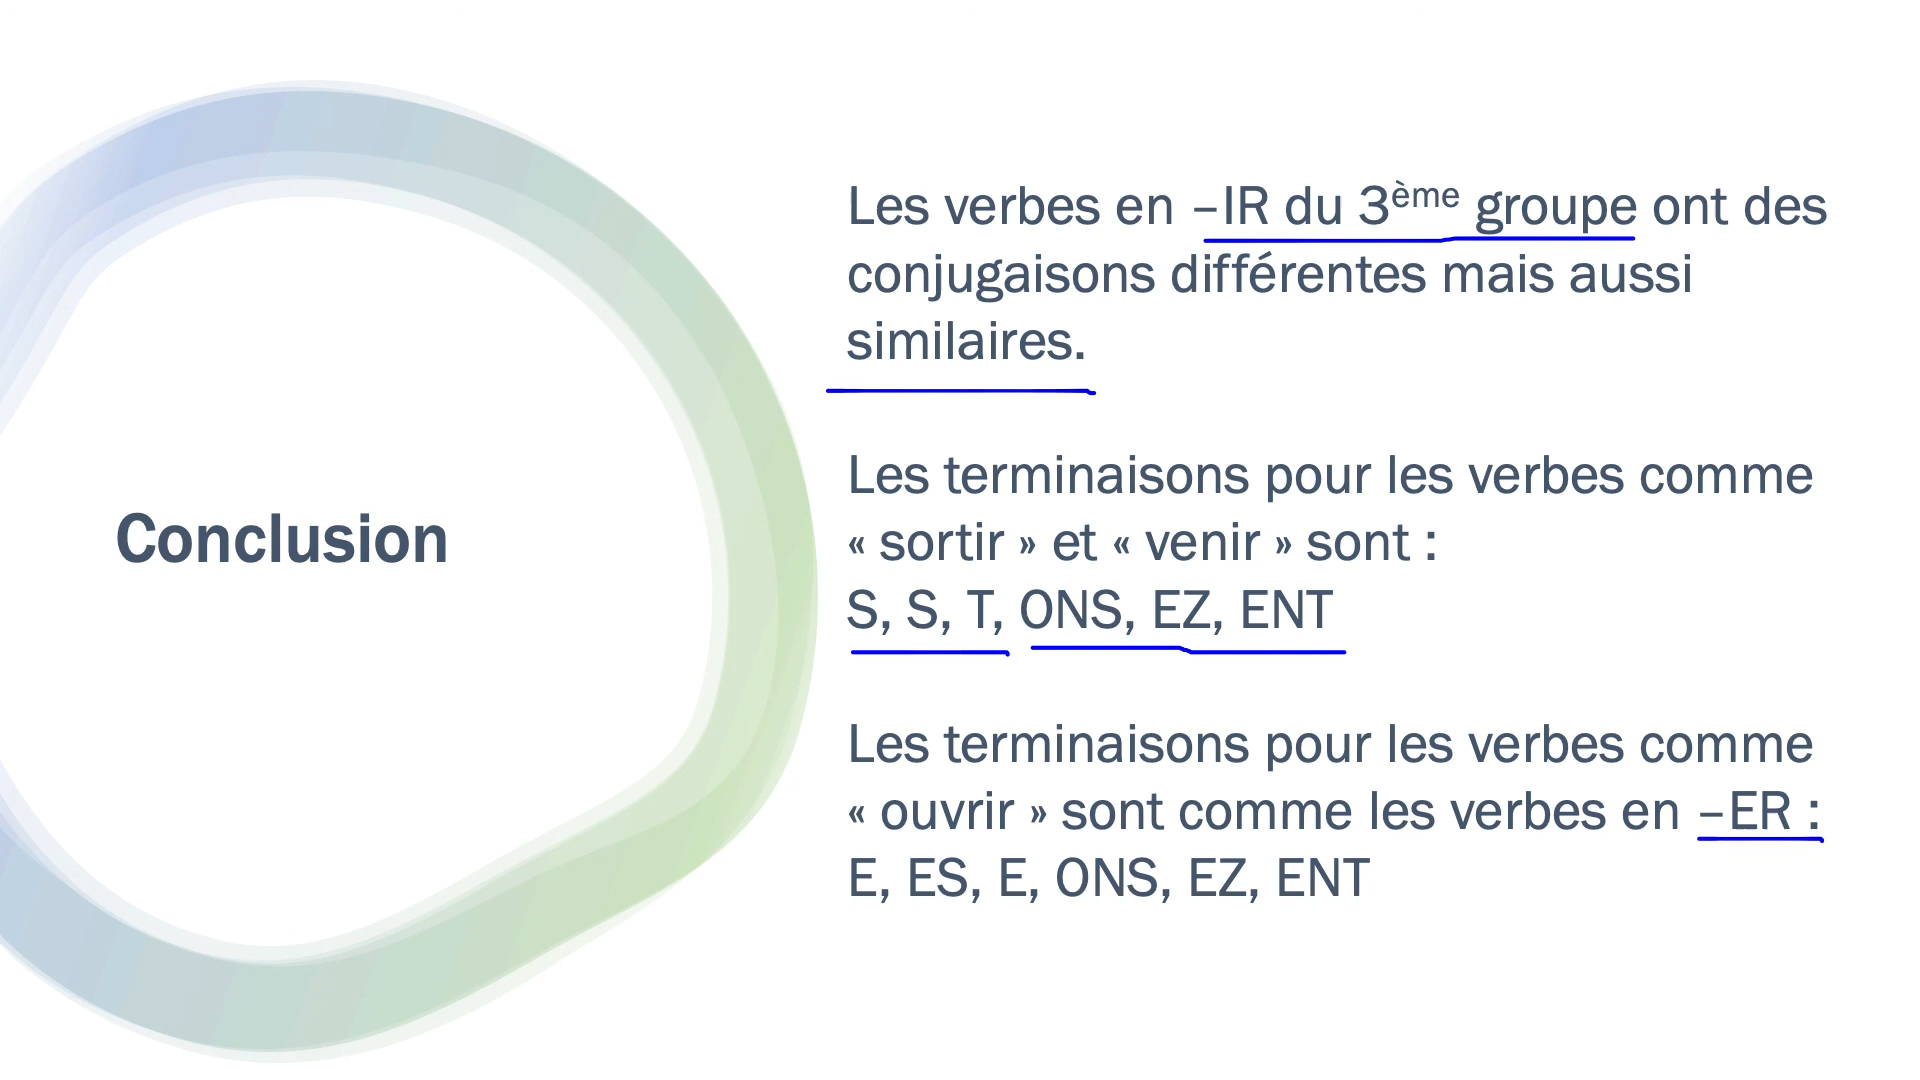 Conclusion
Les verbes en –IR du 3ème groupe ont des
conjugaisons différentes mais aussi
similaires.
Les terminaisons pour les verbes comme
« sortir » et « venir » sont :
S, S, T, ONS, EZ, ENT
Les terminaisons pour les verbes comme
« ouvrir » sont comme les verbes en –ER :
E, ES, E, ONS, EZ, ENT